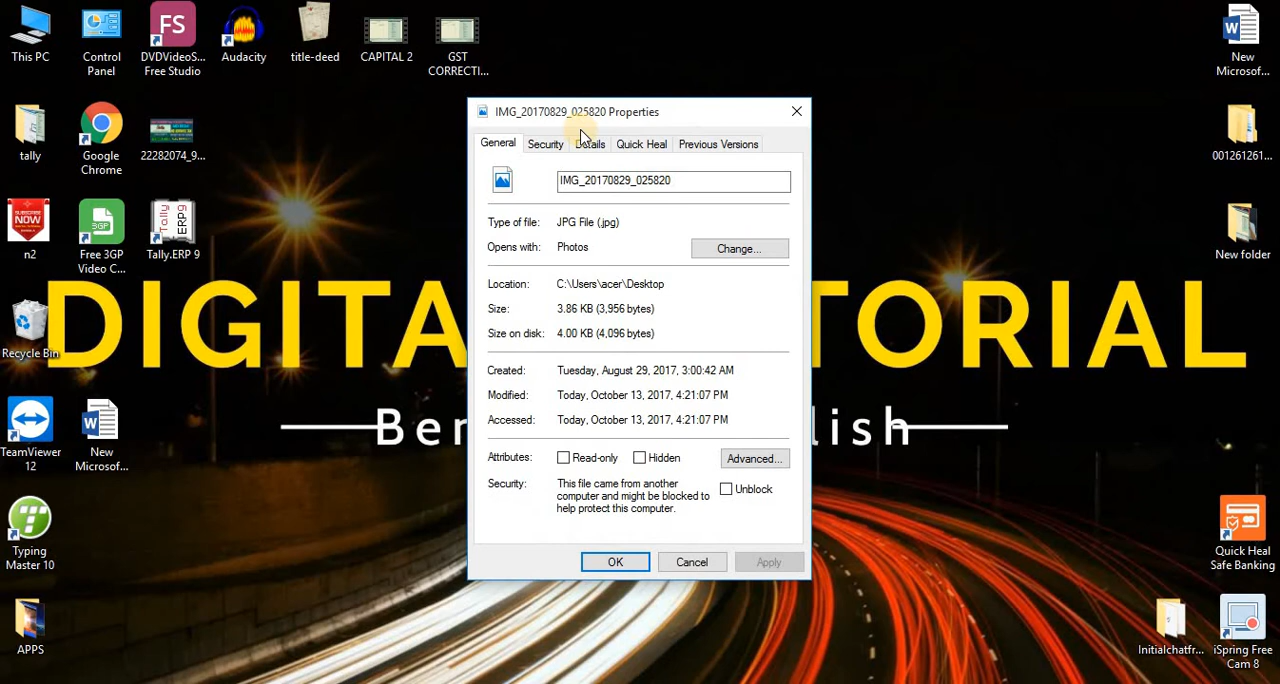 This PC
Control
Panel
DVDVideoS...
Free Studio
Audacity
title-deed
CAPITAL 2
GST
CORRECTI...
New
Microsof...
tally
Google
Chrome
22282074_9...
001261261...
n2
Free 3GP
Video C...
Tally.ERP 9
New folder
Recycle Bin
TeamViewer
12
New
Microsof...
Typing
Master 10
APPS
Quick Heal
Safe Banking
Initialchatfr...
iSpring Free
Cam 8
FS
SUBSCRIBE
NOW
3GP
Tally
ERP
DIGITA
TORIAL
Ber
lish
IMG_20170829_025820 Properties
General
Security
Details
Quick Heal
Previous Versions
IMG_20170829_025820
Type of file: JPG File (.jpg)
Opens with: Photos
Change...
Location: C:\Users\acer\Desktop
Size: 3.86 KB (3,956 bytes)
Size on disk: 4.00 KB (4,096 bytes)
Created: Tuesday, August 29, 2017, 3:00:42 AM
Modified: Today, October 13, 2017, 4:21:07 PM
Accessed: Today, October 13, 2017, 4:21:07 PM
Attributes: Read-only Hidden Advanced...
Security: This file came from another
computer and might be blocked to
help protect this computer.
Unblock
OK
Cancel
Apply